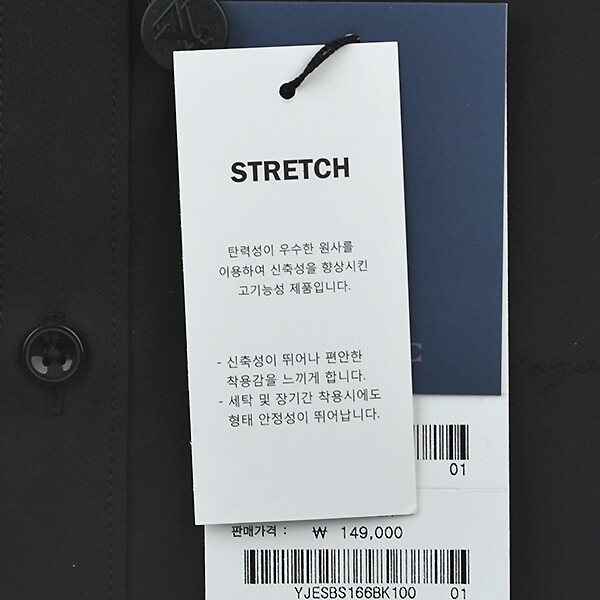 STRETCH
탄력성이 우수한 원사를
이용하여 신축성을 향상시킨
고기능성 제품입니다.
- 신축성이 뛰어나 편안한
착용감을 느끼게 합니다.
- 세탁 및 장기간 착용시에도
형태 안정성이 뛰어납니다.
C
01
판매가격 : ₩ 149,000
YJESBS166BK100 01